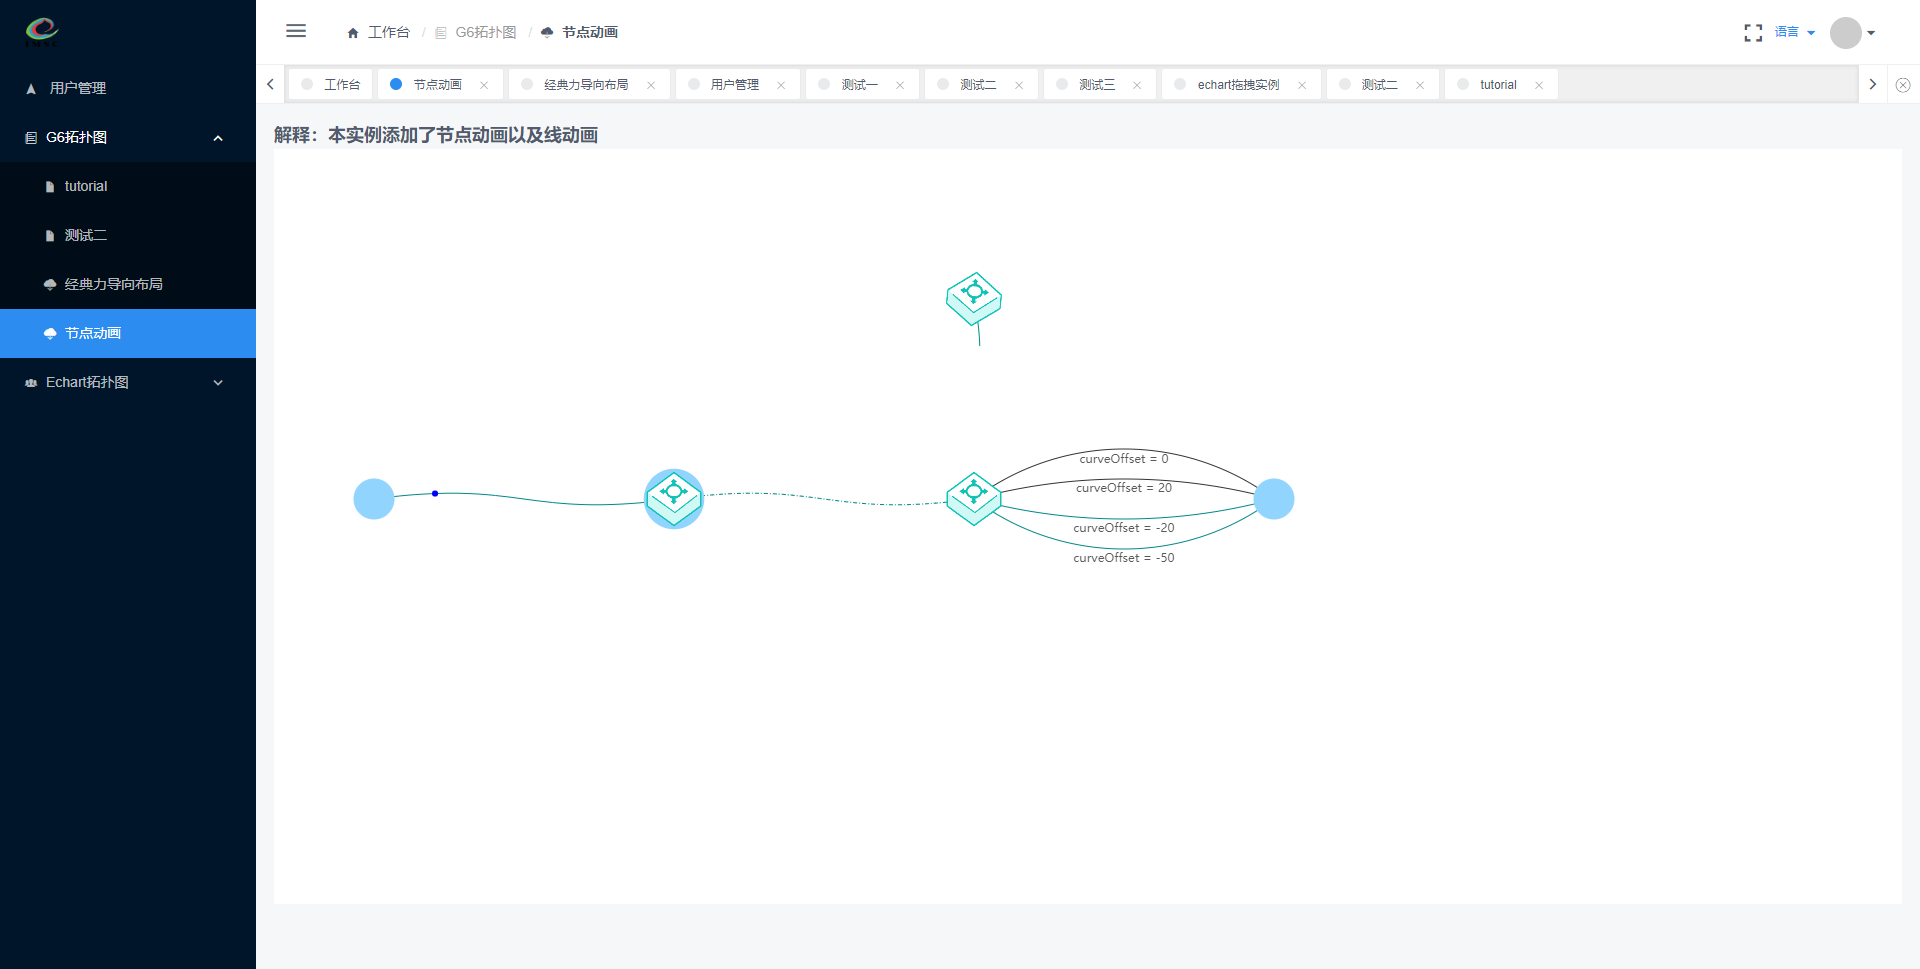 用户管理
G6拓扑图
tutorial
测试二
经典力导向布局
节点动画
Echart拓扑图
工作台 / G6拓扑图 / 节点动画
语言
工作台 节点动画 经典力导向布局 用户管理 测试一 测试二 测试三 echart拖拽实例 测试二 tutorial
解释：本实例添加了节点动画以及线动画
curveOffset = 0
curveOffset = 20
curveOffset = -20
curveOffset = -50